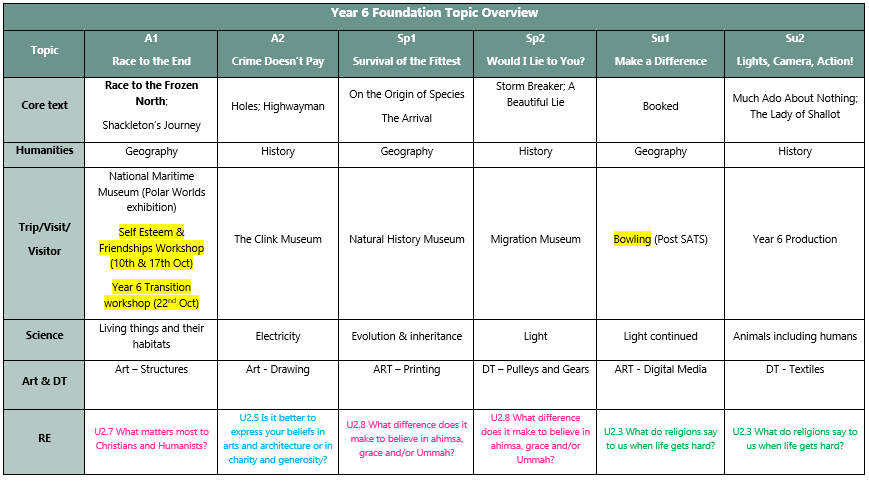 Year 6 Foundation Topic Overview
Topic
A1
Race to the End
A2
Crime Doesn't Pay
Sp1
Survival of the Fittest
Sp2
Would I Lie to You?
Su1
Make a Difference
Su2
Lights, Camera, Action!
Core text
Race to the Frozen
North;
Shackleton's Journey
Holes; Highwayman
On the Origin of Species
The Arrival
Storm Breaker; A
Beautiful Lie
Booked
Much Ado About Nothing;
The Lady of Shallot
Humanities
Geography
History
Geography
History
Geography
History
Trip/Visit/
Visitor
National Maritime
Museum (Polar Worlds
exhibition)
Self Esteem &
Friendships Workshop
(10th & 17th Oct)
Year 6 Transition
workshop (22nd Oct)
The Clink Museum
Natural History Museum
Migration Museum
Bowling (Post SATS)
Year 6 Production
Science
Living things and their
habitats
Electricity
Evolution & inheritance
Light
Light continued
Animals including humans
Art & DT
Art – Structures
Art - Drawing
ART – Printing
DT – Pulleys and Gears
ART - Digital Media
DT - Textiles
RE
U2.7 What matters most to
Christians and Humanists?
U2.5 Is it better to
express your beliefs in
arts and architecture or in
charity and generosity?
U2.8 What difference does it
make to believe in ahimsa,
grace and/or Ummah?
U2.8 What difference
does it make to believe in
ahimsa, grace and/or
Ummah?
U2.3 What do religions say
to us when life gets hard?
U2.3 What do religions say to
us when life gets hard?